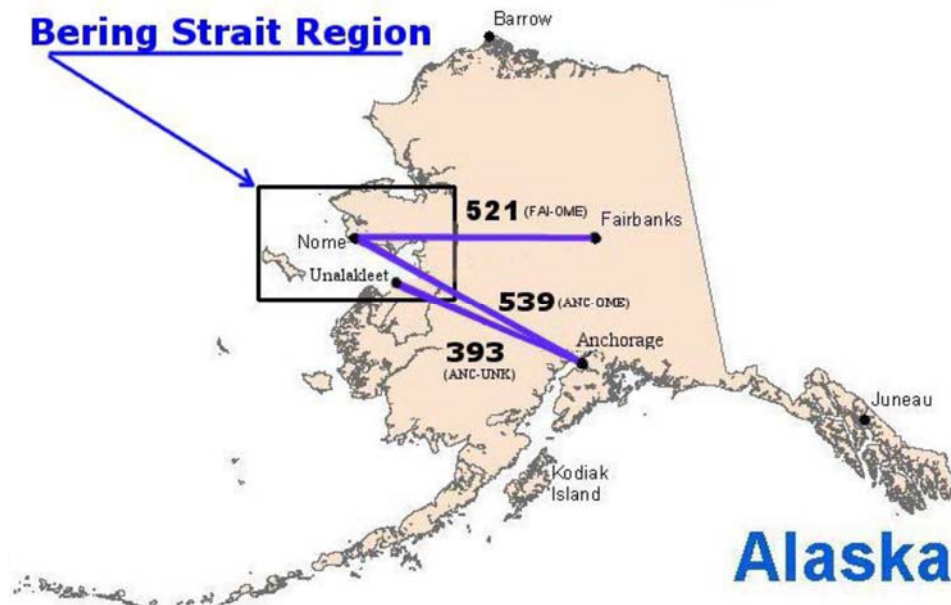 Bering Strait Region
Barrow
521 (FAI-OME)
Fairbanks
Nome
Unalakleet
539 (ANC-OME)
Anchorage
393
(ANC-UNK)
Juneau
Kodiak
Island
Alaska